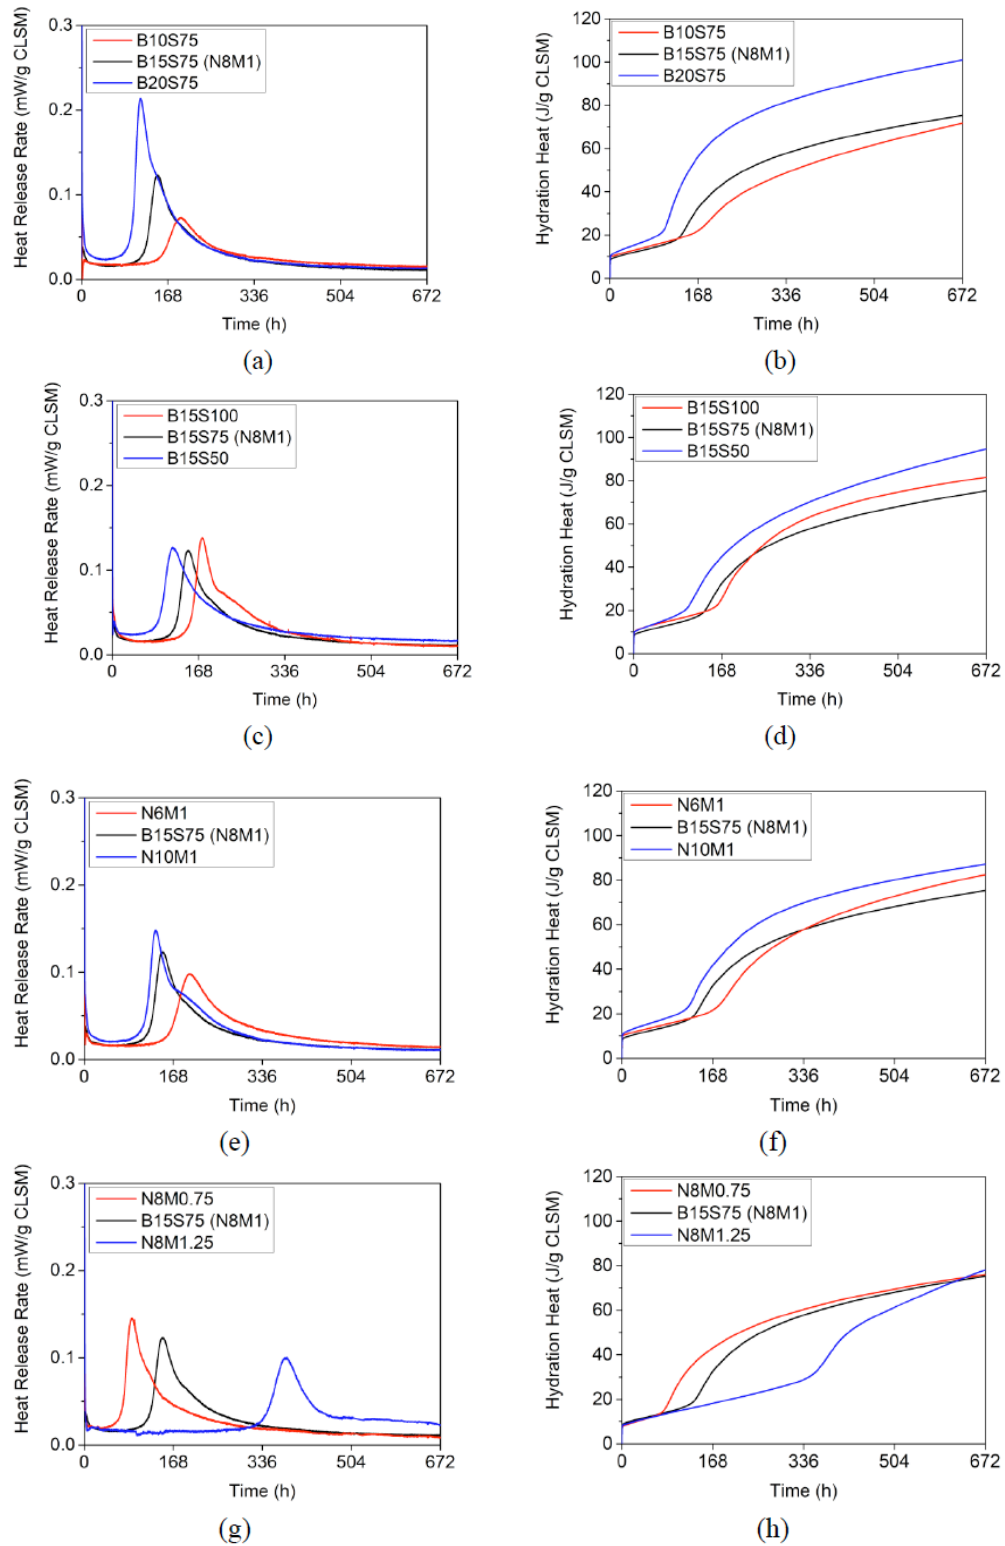 0.3
0.2
0.1
0.0
Heat Release Rate (mW/g CLSM)
B10S75
B15S75 (N8M1)
B20S75
0 168 336 504 672
Time (h)
(a)
120
100
80
60
40
20
0
Hydration Heat (J/g CLSM)
B10S75
B15S75 (N8M1)
B20S75
0 168 336 504 672
Time (h)
(b)
0.3
0.2
0.1
0.0
Heat Release Rate (mW/g CLSM)
B15S100
B15S75 (N8M1)
B15S50
0 168 336 504 672
Time (h)
(c)
120
100
80
60
40
20
0
Hydration Heat (J/g CLSM)
B15S100
B15S75 (N8M1)
B15S50
0 168 336 504 672
Time (h)
(d)
0.3
0.2
0.1
0.0
Heat Release Rate (mW/g CLSM)
N6M1
B15S75 (N8M1)
N10M1
0 168 336 504 672
Time (h)
(e)
120
100
80
60
40
20
0
Hydration Heat (J/g CLSM)
N6M1
B15S75 (N8M1)
N10M1
0 168 336 504 672
Time (h)
(f)
0.3
0.2
0.1
0.0
Heat Release Rate (mW/g CLSM)
N8M0.75
B15S75 (N8M1)
N8M1.25
0 168 336 504 672
Time (h)
(g)
120
100
80
60
40
20
0
Hydration Heat (J/g CLSM)
N8M0.75
B15S75 (N8M1)
N8M1.25
0 168 336 504 672
Time (h)
(h)